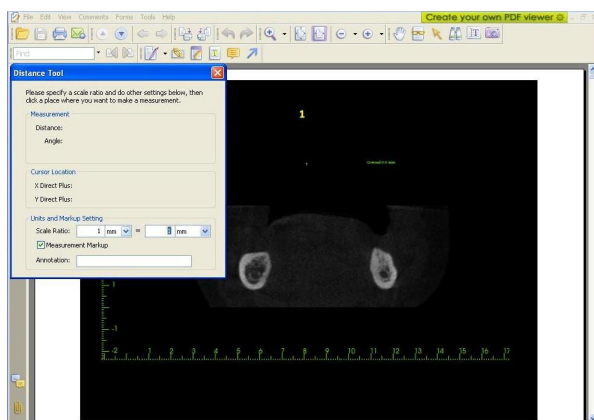 File Edit View Comments Forms Tools Help
Create your own PDF viewer
Find:
Distance Tool
Please specify a scale ratio and do other settings below, then
click a place where you want to make a measurement.
Measurement
Distance:
Angle:
Cursor Location
X Direct Plus:
Y Direct Plus:
Units and Markup Setting
Scale Ratio: 1 mm = 1 mm
Measurement Markup
Annotation:
1
1
-1
-2 1 2 3 4 5 6 7 8 9 10 11 12 13 14 15 16 17